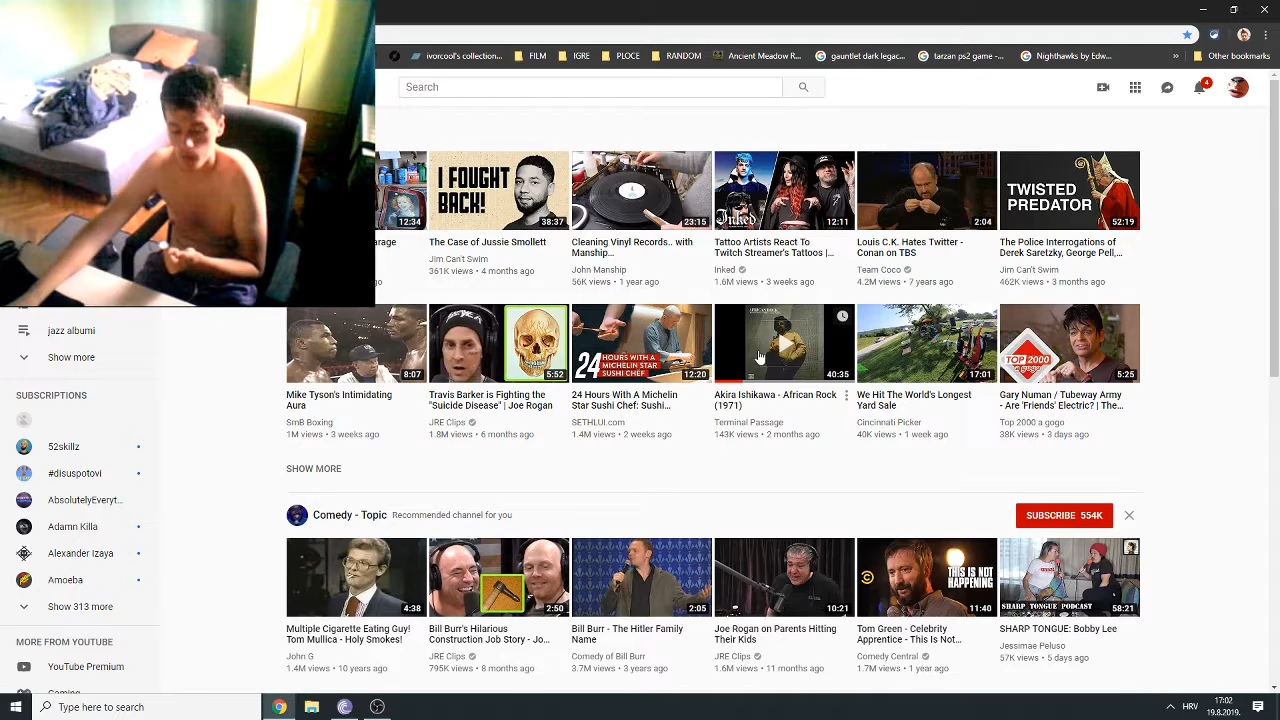 ivorcool's collection...
FILM
IGRE
PLOCE
RANDOM
Ancient Meadow R...
gauntlet dark legac...
tarzan ps2 game -...
Nighthawks by Edw...
»
Other bookmarks
Search
4
12:34
I FOUGHT
BACK!
38:37
23:15
Inked
12:11
2:04
TWISTED
PREDATOR
52:19
arage
The Case of Jussie Smollett
Jim Can't Swim
361K views • 4 months ago
Cleaning Vinyl Records.. with
Manship...
John Manship
56K views • 1 year ago
Tattoo Artists React To
Twitch Streamer's Tattoos |...
Inked
1.6M views • 3 weeks ago
Louis C.K. Hates Twitter -
Conan on TBS
Team Coco
4.2M views • 7 years ago
The Police Interrogations of
Derek Saretzky, George Pell,...
Jim Can't Swim
462K views • 3 months ago
hs ago
jazz albumi
Show more
8:07
5:52
24
HOURS WITH A
MICHELIN STAR
SUSHI CHEF
12:20
AFRICAN ROCK
40:35
17:01
TOP 2000
a gogo
5:25
Mike Tyson's Intimidating
Aura
SmB Boxing
1M views • 3 weeks ago
Travis Barker is Fighting the
"Suicide Disease" | Joe Rogan
JRE Clips
1.8M views • 6 months ago
24 Hours With A Michelin
Star Sushi Chef: Sushi...
SETHLUI.com
1.4M views • 2 weeks ago
Akira Ishikawa - African Rock
(1971)
Terminal Passage
143K views • 2 months ago
We Hit The World's Longest
Yard Sale
Cincinnati Picker
40K views • 1 week ago
Gary Numan / Tubeway Army
- Are 'Friends' Electric? | The...
Top 2000 a gogo
38K views • 3 days ago
SUBSCRIPTIONS
52skillz
#disuspotovi
AbsolutelyEveryt...
Adamn Killa
Alexander Izaya
Amoeba
Show 313 more
MORE FROM YOUTUBE
YouTube Premium
Gaming
SHOW MORE
Comedy - Topic
Recommended channel for you
SUBSCRIBE 554K
4:38
2:50
2:05
10:21
THIS IS NOT
HAPPENING
11:40
SHARP TONGUE PODCAST
58:21
Multiple Cigarette Eating Guy!
Tom Mullica - Holy Smokes!
John G
1.4M views • 10 years ago
Bill Burr's Hilarious
Construction Job Story - Jo...
JRE Clips
795K views • 8 months ago
Bill Burr - The Hitler Family
Name
Comedy of Bill Burr
3.7M views • 3 years ago
Joe Rogan on Parents Hitting
Their Kids
JRE Clips
1.6M views • 11 months ago
Tom Green - Celebrity
Apprentice - This Is Not...
Comedy Central
1.7M views • 1 year ago
SHARP TONGUE: Bobby Lee
Jessimae Peluso
57K views • 5 days ago
Type here to search
HRV
17:02
19.8.2019.